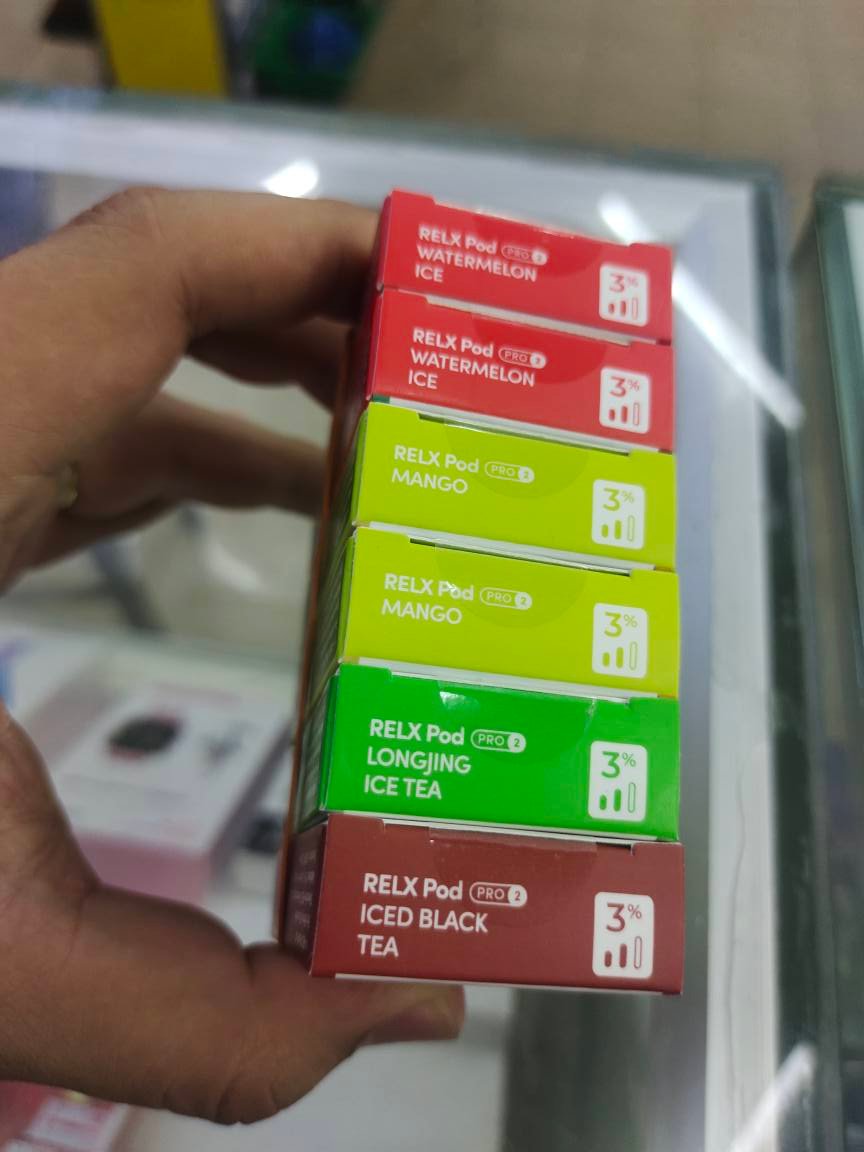 RELX Pod PRO 2
WATERMELON
ICE
3%
RELX Pod PRO 2
WATERMELON
ICE
3%
RELX Pod PRO 2
MANGO
3%
RELX Pod PRO 2
MANGO
3%
RELX Pod PRO 2
LONGJING
ICE TEA
3%
RELX Pod PRO 2
ICED BLACK
TEA
3%